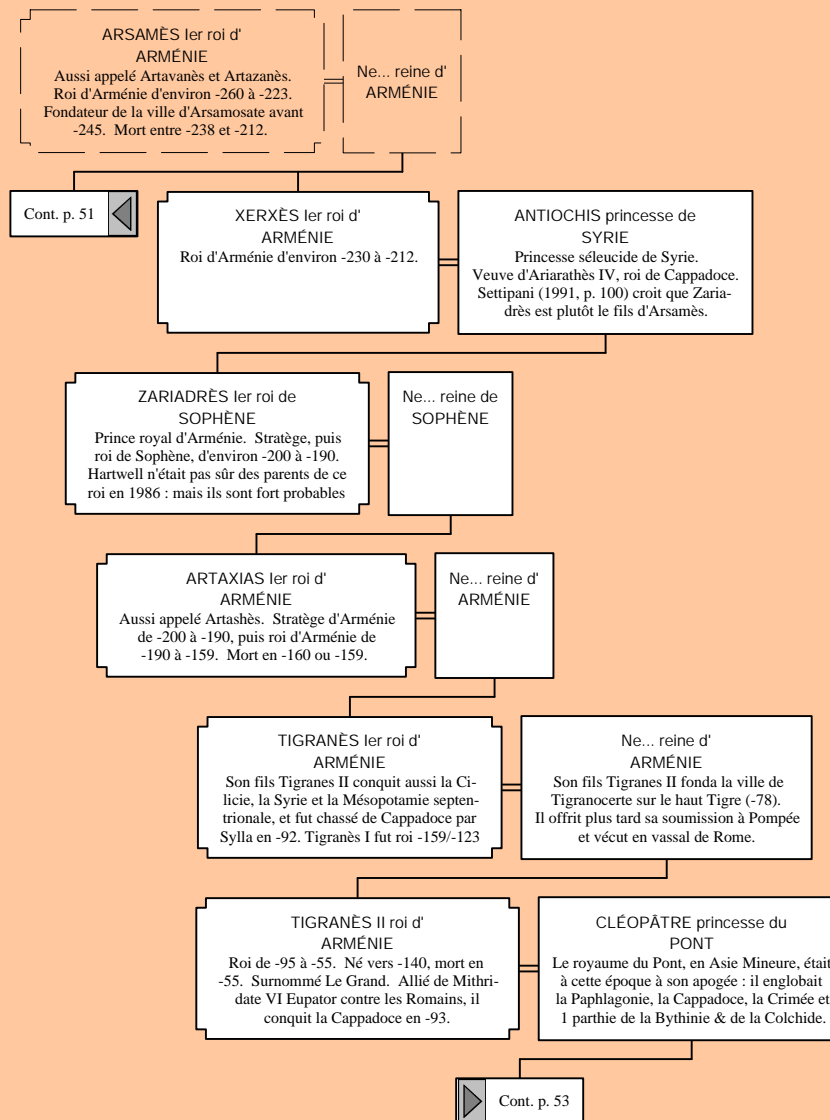 ARSAMÈS Ier roi d'
ARMÉNIE
Aussi appelé Artavanès et Artazanès.
Roi d'Arménie d'environ -260 à -223.
Fondateur de la ville d'Arsamosate avant
-245. Mort entre -238 et -212.
Ne... reine d'
ARMÉNIE
Cont. p. 51
XERXÈS Ier roi d'
ARMÉNIE
Roi d'Arménie d'environ -230 à -212.
ANTIOCHIS princesse de
SYRIE
Princesse séleucide de Syrie.
Veuve d'Ariarathès IV, roi de Cappadoce.
Settipani (1991, p. 100) croit que Zaria-
drès est plutôt le fils d'Arsamès.
ZARIADRÈS Ier roi de
SOPHÈNE
Prince royal d'Arménie. Stratège, puis
roi de Sophène, d'environ -200 à -190.
Hartwell n'était pas sûr des parents de ce
roi en 1986 : mais ils sont fort probables
Ne... reine de
SOPHÈNE
ARTAXIAS Ier roi d'
ARMÉNIE
Aussi appelé Artashès. Stratège d'Arménie
de -200 à -190, puis roi d'Arménie de
-190 à -159. Mort en -160 ou -159.
Ne... reine d'
ARMÉNIE
TIGRANÈS Ier roi d'
ARMÉNIE
Son fils Tigranes II conquit aussi la Ci-
licie, la Syrie et la Mésopotamie septen-
trionale, et fut chassé de Cappadoce par
Sylla en -92. Tigranès I fut roi -159/-123
Ne... reine d'
ARMÉNIE
Son fils Tigranes II fonda la ville de
Tigranocerte sur le haut Tigre (-78).
Il offrit plus tard sa soumission à Pompée
et vécut en vassal de Rome.
TIGRANÈS II roi d'
ARMÉNIE
Roi de -95 à -55. Né vers -140, mort en
-55. Surnommé Le Grand. Allié de Mithri-
date VI Eupator contre les Romains, il
conquit la Cappadoce en -93.
CLÉOPÂTRE princesse du
PONT
Le royaume du Pont, en Asie Mineure, était
à cette époque à son apogée : il englobait
la Paphlagonie, la Cappadoce, la Crimée et
1 parthie de la Bythinie & de la Colchide.
Cont. p. 53